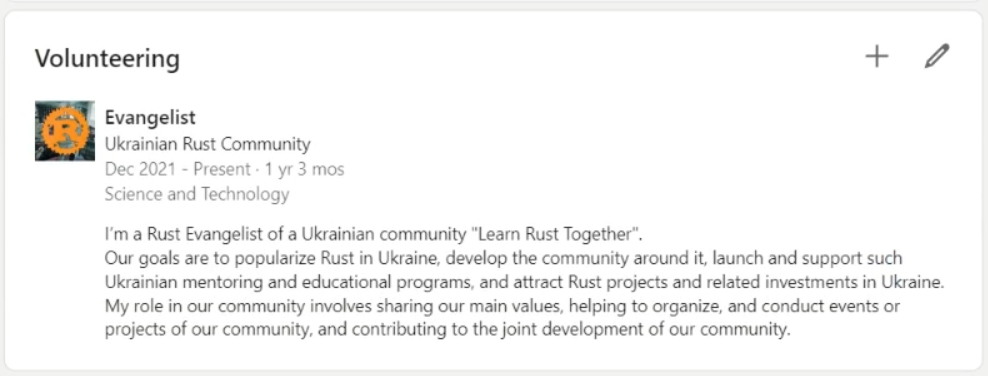 Volunteering
Evangelist
Ukrainian Rust Community
Dec 2021 - Present · 1 yr 3 mos
Science and Technology
I'm a Rust Evangelist of a Ukrainian community "Learn Rust Together".
Our goals are to popularize Rust in Ukraine, develop the community around it, launch and support such
Ukrainian mentoring and educational programs, and attract Rust projects and related investments in Ukraine.
My role in our community involves sharing our main values, helping to organize, and conduct events or
projects of our community, and contributing to the joint development of our community.